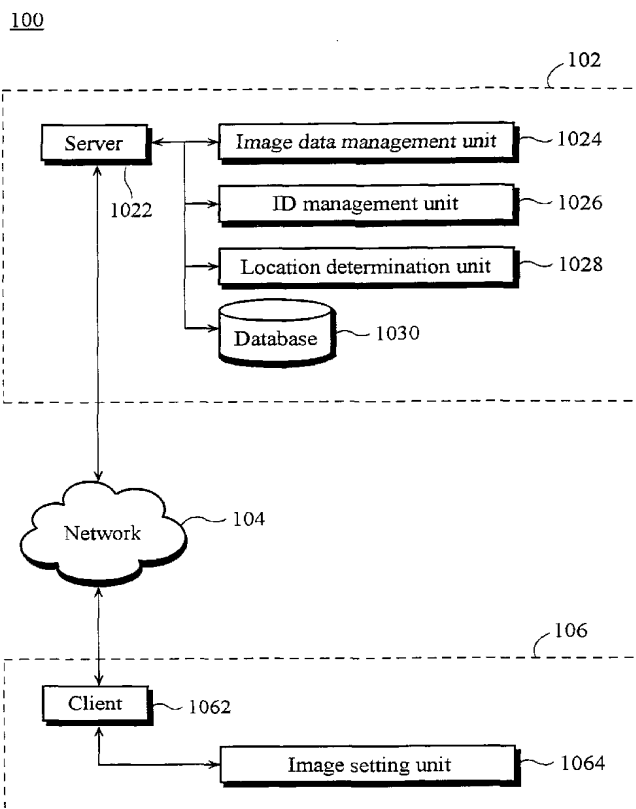 100
102
Server
Image data management unit
1024
1022
ID management unit
1026
Location determination unit
1028
Database
1030
Network
104
106
Client
1062
Image setting unit
1064